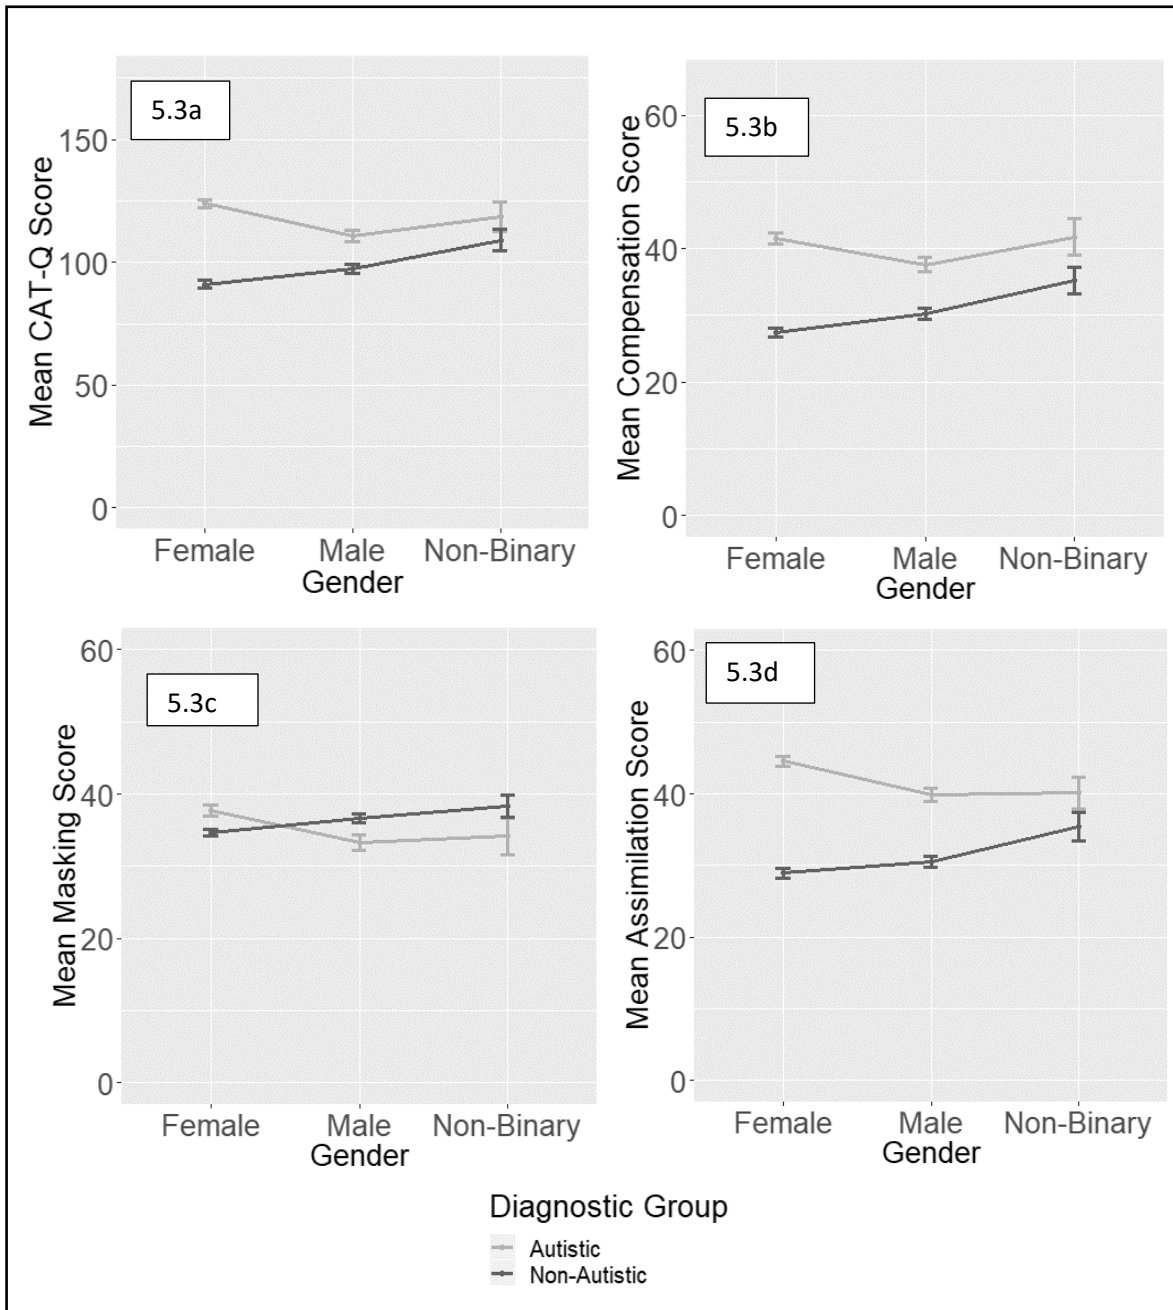 5.3a
Mean CAT-Q Score
150
100
50
0
Female Male Non-Binary
Gender
5.3b
Mean Compensation Score
60
40
20
0
Female Male Non-Binary
Gender
5.3c
Mean Masking Score
60
40
20
0
Female Male Non-Binary
Gender
5.3d
Mean Assimilation Score
60
40
20
0
Female Male Non-Binary
Gender
Diagnostic Group
Autistic
Non-Autistic